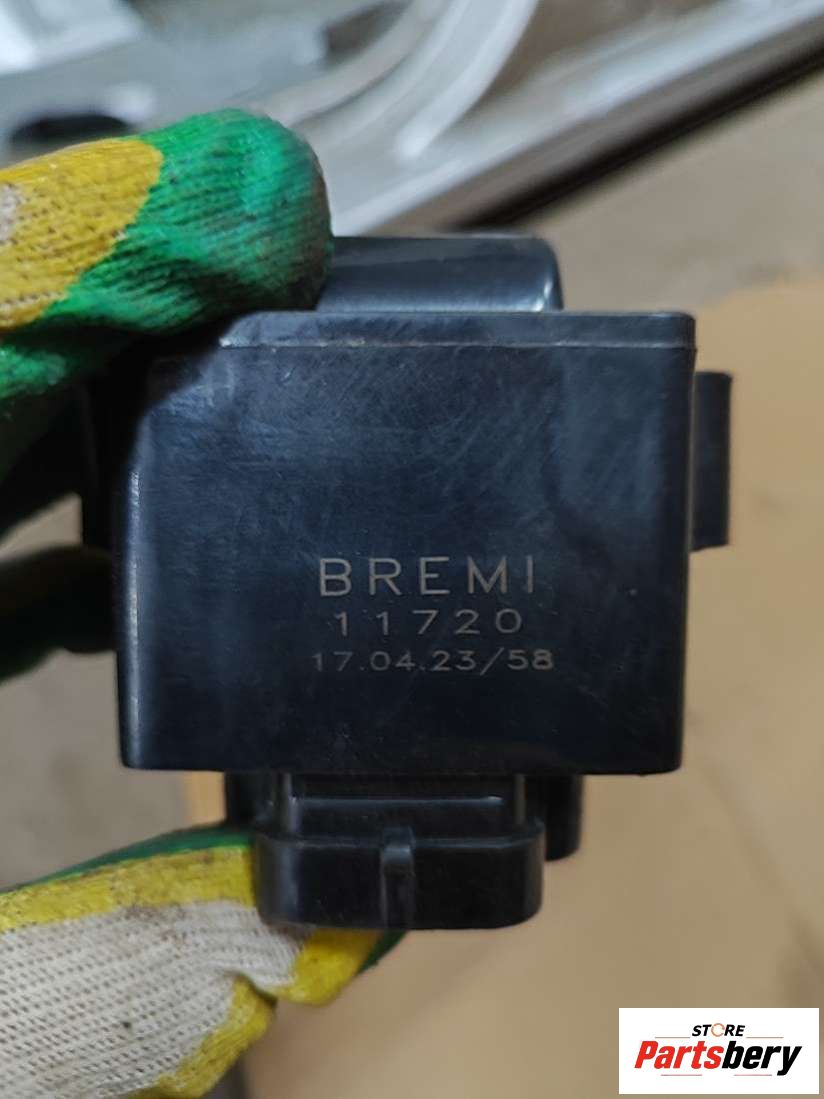 BREMI
11720
17.04.23/58
STORE
Partsbery